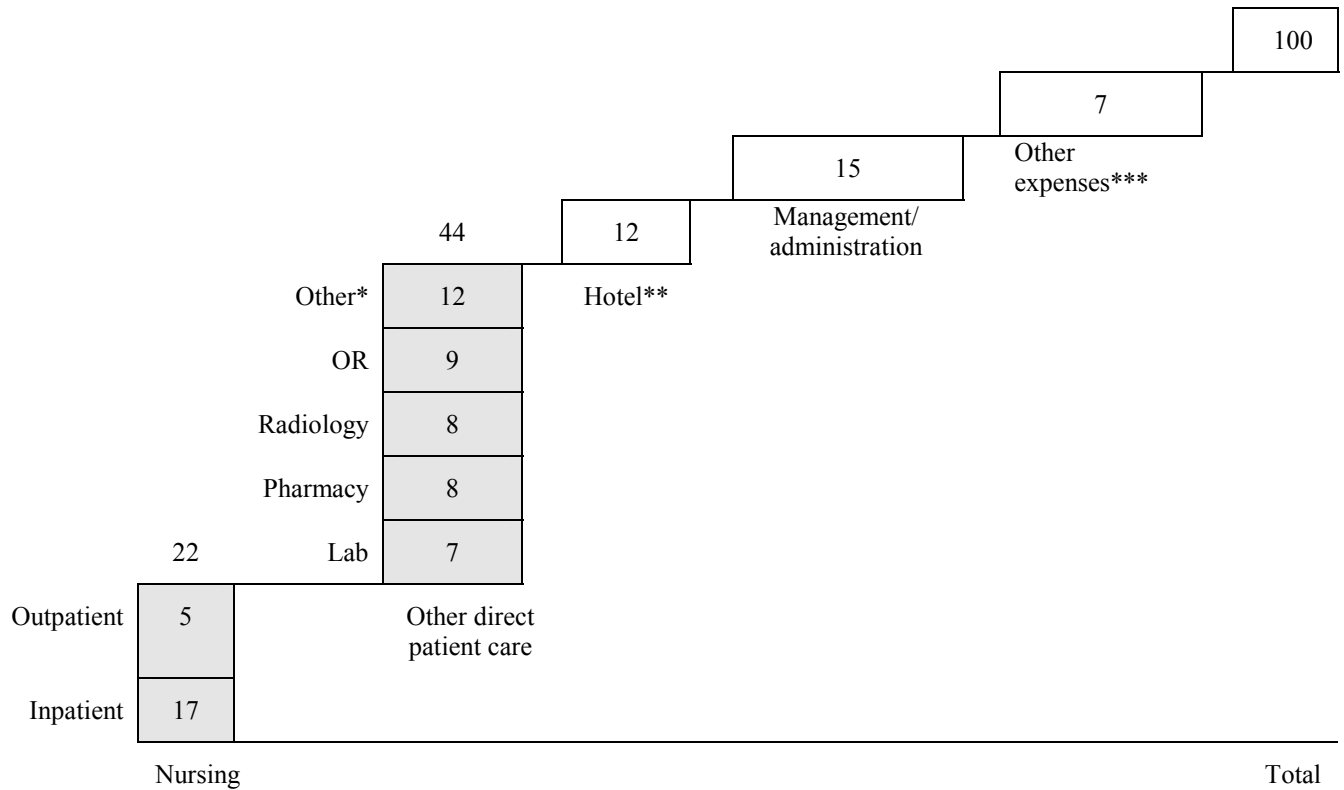 100
7
Other
expenses***
15
Management/
administration
44
12
Hotel**
Other* 12
OR 9
Radiology 8
Pharmacy 8
Lab 7
22
Other direct
patient care
Outpatient 5
Inpatient 17
Nursing
Total